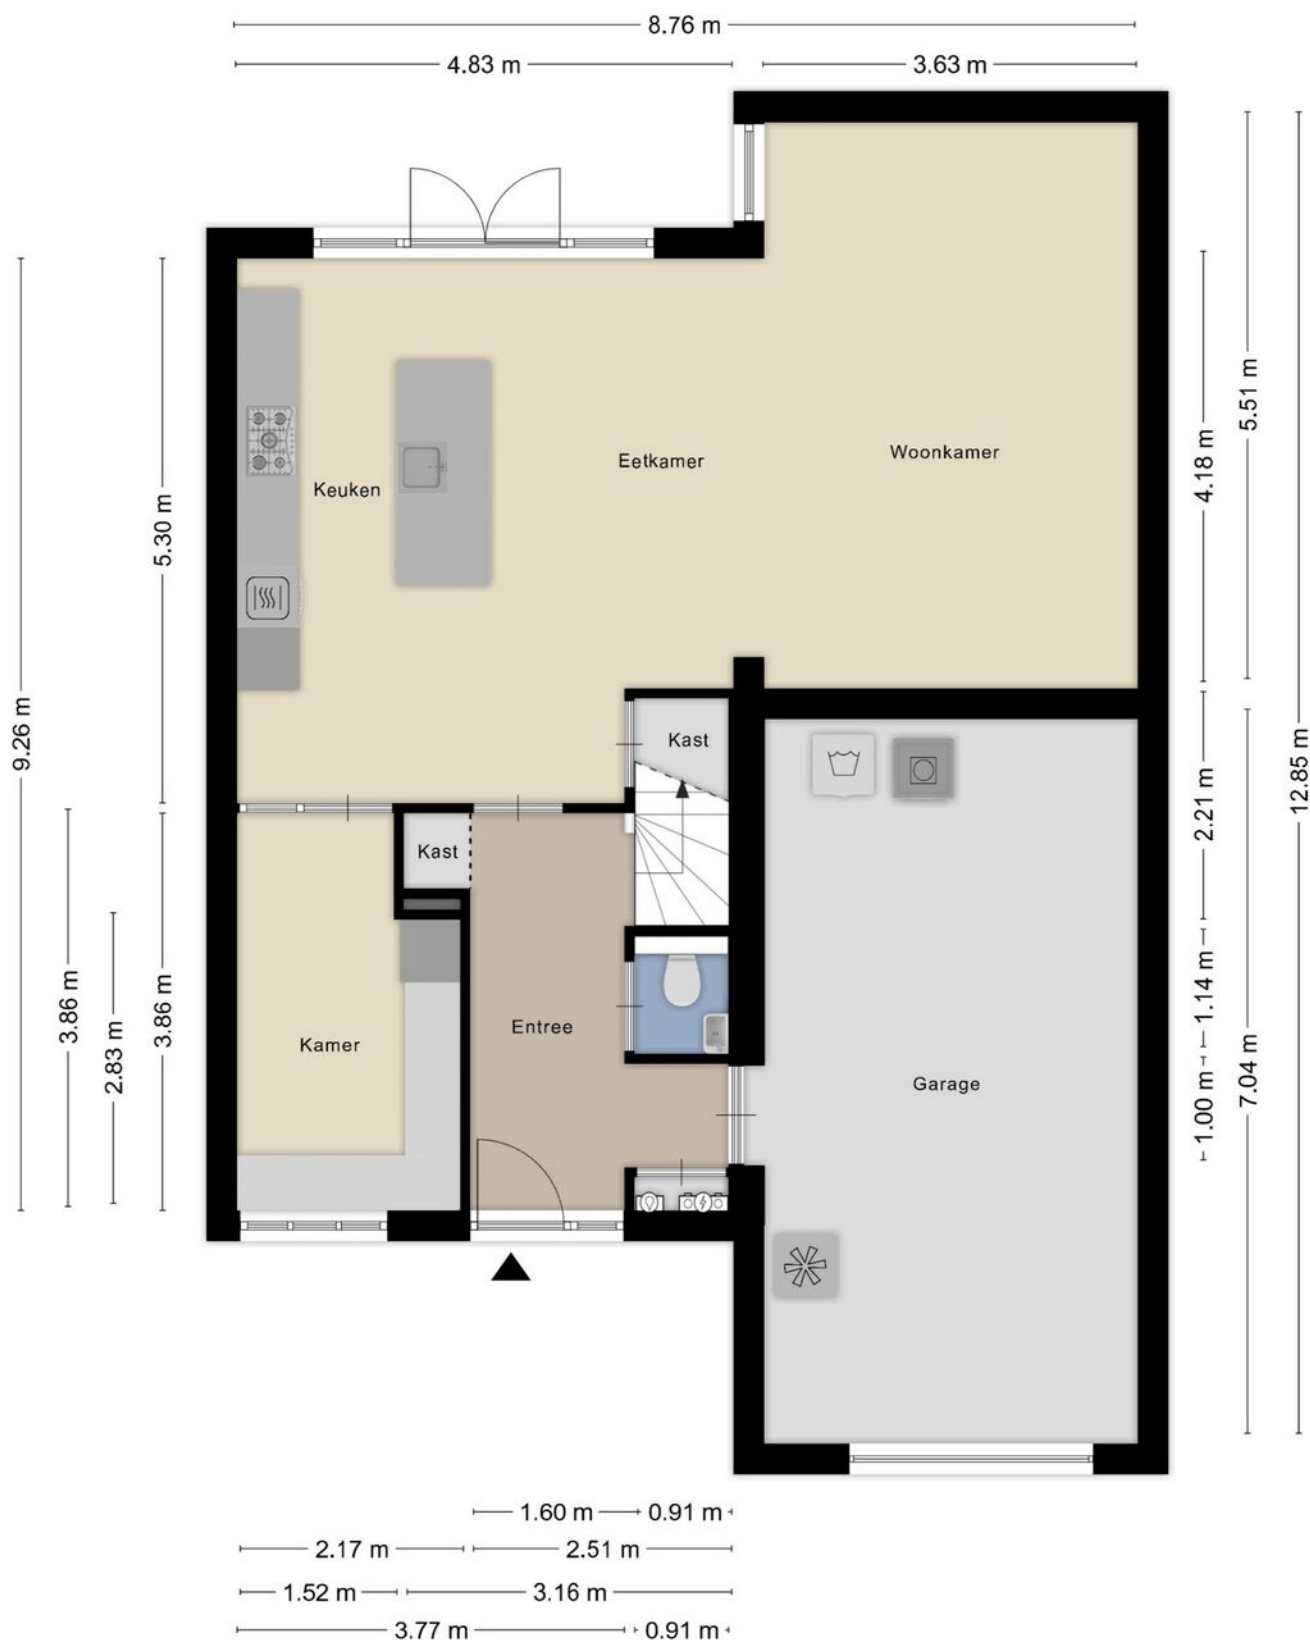 8.76 m
4.83 m
3.63 m
5.51 m
4.18 m
Woonkamer
Eetkamer
Keuken
5.30 m
9.26 m
Kast
12.85 m
2.21 m
Kast
3.86 m
3.86 m
1.14 m
2.83 m
Entree
Kamer
Garage
7.04 m
1.00 m
1.60 m
0.91 m
2.17 m
2.51 m
1.52 m
3.16 m
3.77 m
0.91 m